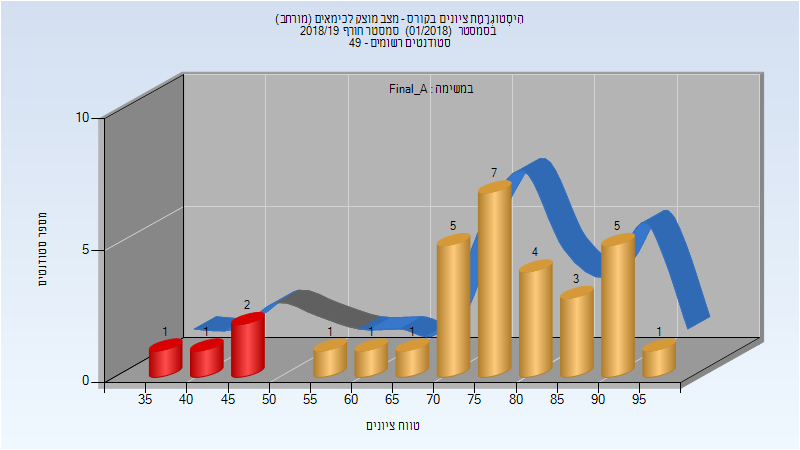 הִיסְטוֹגְרָמַת ציונים בקורס - מצב מוצק לכימאים (מורחב)
בסמסטר (01/2018) סמסטר חורף 2018/19
סטודנטים רשומים - 49
במשימה : Final_A
מספר סטודנטים
10
5
0
1
1
2
1
1
1
5
7
4
3
5
1
35 40 45 50 55 60 65 70 75 80 85 90 95
טווח ציונים